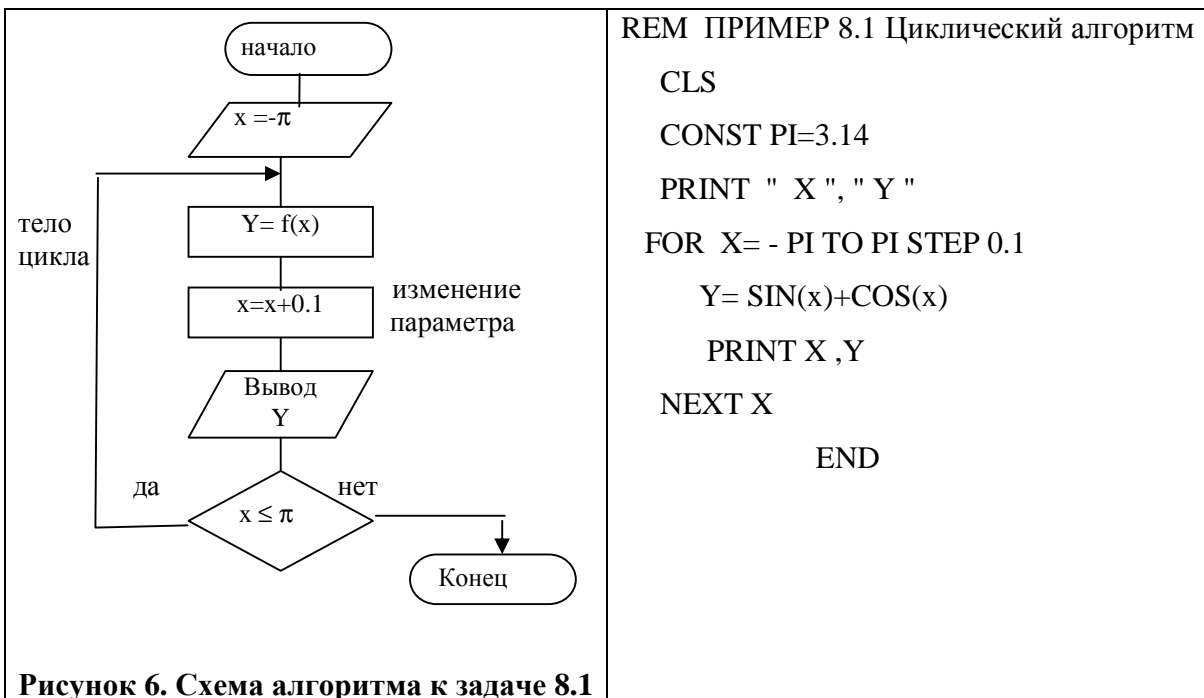 начало
x =-π
тело
цикла
Y= f(x)
x=x+0.1
изменение
параметра
Вывод
Y
да
нет
x ≤ π
Конец
Рисунок 6. Схема алгоритма к задаче 8.1
REM ПРИМЕР 8.1 Циклический алгоритм
CLS
CONST PI=3.14
PRINT " X ", " Y "
FOR X= - PI TO PI STEP 0.1
Y= SIN(x)+COS(x)
PRINT X ,Y
NEXT X
END